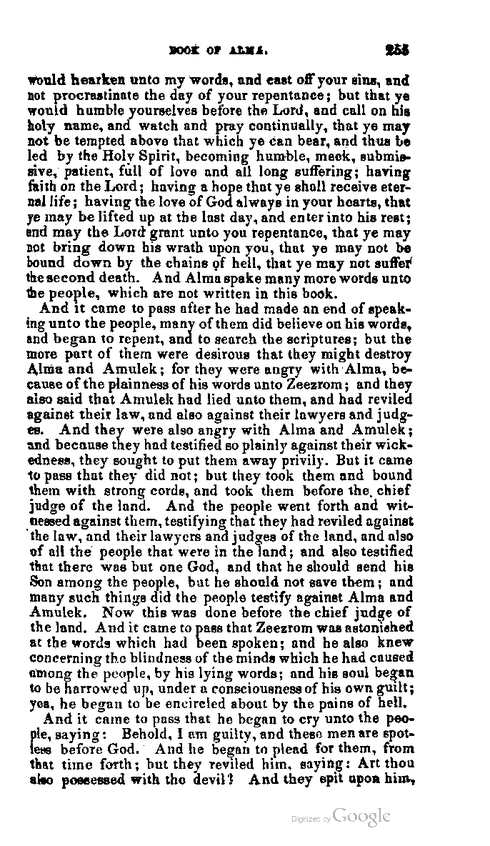 BOOK OF ALMA. 255
would hearken unto my words, and cast off your sins, and
not procrastinate the day of your repentance; but that ye
would humble yourselves before the Lord, and call on his
holy name, and watch and pray continually, that ye may
not be tempted above that which ye can bear, and thus be
led by the Holy Spirit, becoming humble, meek, submis-
sive, patient, full of love and all long suffering; having
faith on the Lord; having a hope that ye shall receive eter-
nal life; having the love of God always in your hearts, that
ye may be lifted up at the last day, and enter into his rest;
and may the Lord grant unto you repentance, that ye may
not bring down his wrath upon you, that ye may not be
bound down by the chains of hell, that ye may not suffer
the second death. And Alma spake many more words unto
the people, which are not written in this book.
And it came to pass after he had made an end of speak-
ing unto the people, many of them did believe on his words,
and began to repent, and to search the scriptures; but the
more part of them were desirous that they might destroy
Alma and Amulek; for they were angry with Alma, be-
cause of the plainness of his words unto Zeezrom; and they
also said that Amulek had lied unto them, and had reviled
against their law, and also against their lawyers and judg-
es. And they were also angry with Alma and Amulek;
and because they had testified so plainly against their wick-
edness, they sought to put them away privily. But it came
to pass that they did not; but they took them and bound
them with strong cords, and took them before the chief
judge of the land. And the people went forth and wit-
nessed against them, testifying that they had reviled against
the law, and their lawyers and judges of the land, and also
of all the people that were in the land; and also testified
that there was but one God, and that he should send his
Son among the people, but he should not save them; and
many such things did the people testify against Alma and
Amulek. Now this was done before the chief judge of
the land. And it came to pass that Zeezrom was astonished
at the words which had been spoken; and he also knew
concerning the blindness of the minds which he had caused
among the people, by his lying words; and his soul began
to be harrowed up, under a consciousness of his own guilt;
yea, he began to be encircled about by the pains of hell.
And it came to pass that he began to cry unto the peo-
ple, saying: Behold, I am guilty, and these men are spot-
less before God. And he began to plead for them, from
that time forth; but they reviled him, saying: Art thou
also possessed with the devil? And they spit upon him,
Digitized by Google